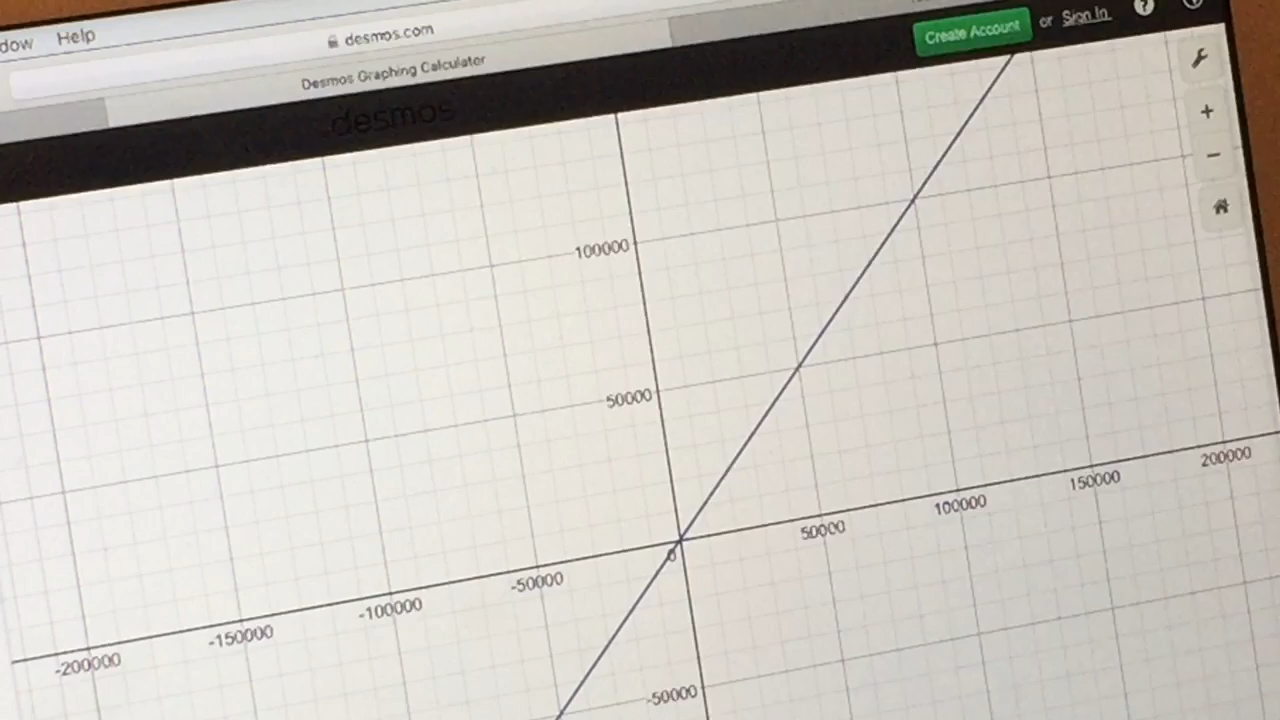 dow Help
desmos.com
Desmos Graphing Calculator
desmos
Create Account or Sign In ?
+
-
100000
50000
0
50000
100000
150000
200000
-50000
-100000
-150000
-200000
-50000